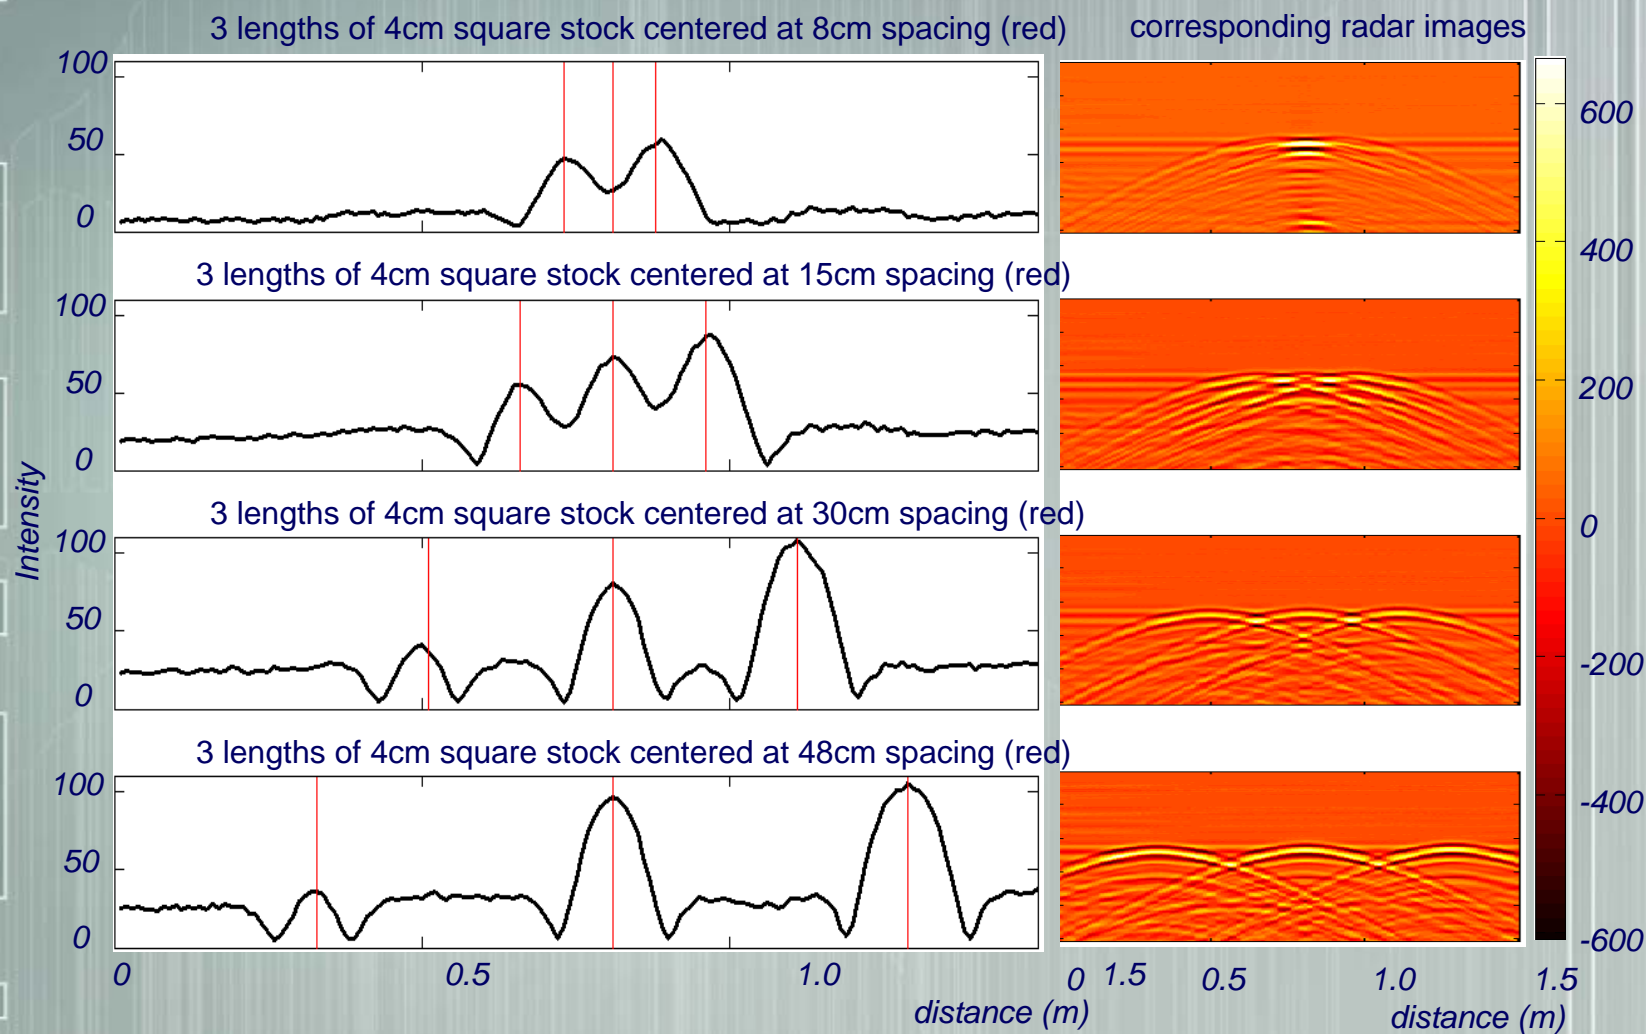 3 lengths of 4cm square stock centered at 8cm spacing (red)
corresponding radar images
100
50
0
3 lengths of 4cm square stock centered at 15cm spacing (red)
100
50
0
3 lengths of 4cm square stock centered at 30cm spacing (red)
100
50
0
3 lengths of 4cm square stock centered at 48cm spacing (red)
100
50
0
Intensity
0 0.5 1.0 1.5
distance (m)
0 0.5 1.0 1.5
distance (m)
600
400
200
0
-200
-400
-600